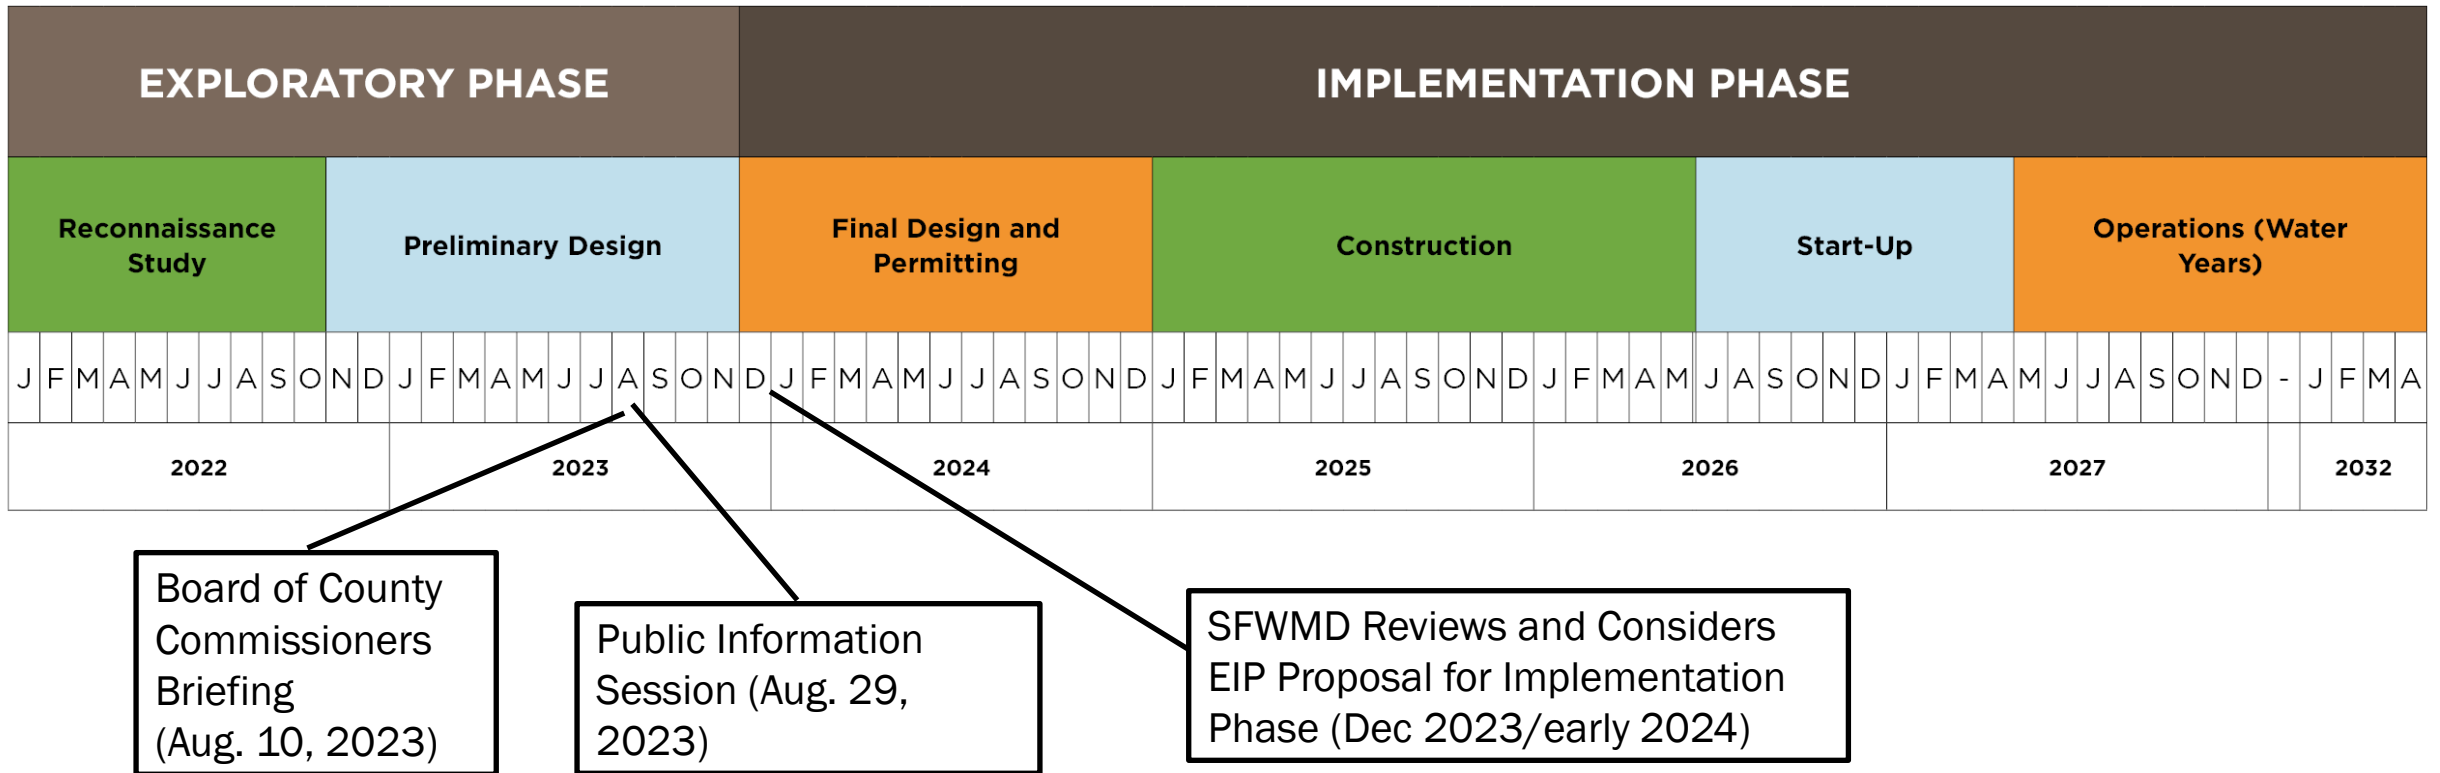 EXPLORATORY PHASE
IMPLEMENTATION PHASE
Reconnaissance
Study
Preliminary Design
Final Design and
Permitting
Construction
Start-Up
Operations (Water
Years)
J F M A M J J A S O N D J F M A M J J A S O N D J F M A M J J A S O N D J F M A M J J A S O N D J F M A M J A S O N D J F M A M J J A S O N D - J F M A
2022 2023 2024 2025 2026 2027 2032
Board of County
Commissioners
Briefing
(Aug. 10, 2023)
Public Information
Session (Aug. 29,
2023)
SFWMD Reviews and Considers
EIP Proposal for Implementation
Phase (Dec 2023/early 2024)